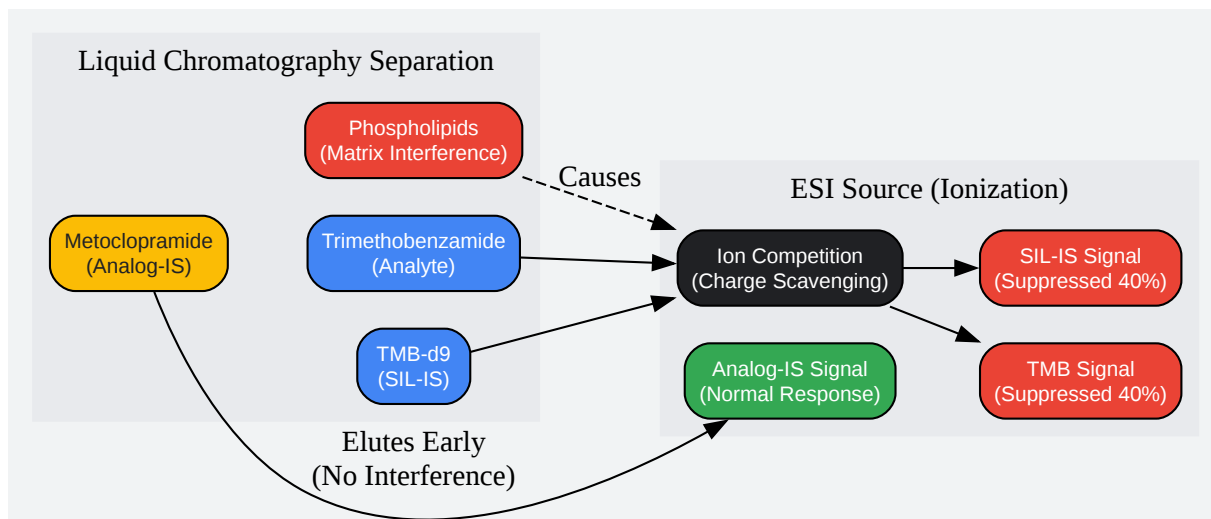 Liquid Chromatography Separation
Phospholipids
(Matrix Interference)
Causes
ESI Source (Ionization)
Metoclopramide
(Analog-IS)
Trimethobenzamide
(Analyte)
Ion Competition
(Charge Scavenging)
SIL-IS Signal
(Suppressed 40%)
TMB-d9
(SIL-IS)
Analog-IS Signal
(Normal Response)
TMB Signal
(Suppressed 40%)
Elutes Early
(No Interference)